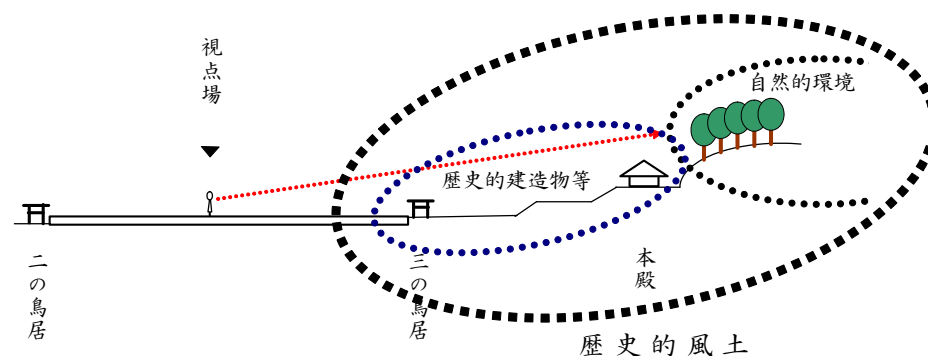 視点場
自然的環境
歴史的建造物等
二の鳥居
三の鳥居
本殿
歴史的風土